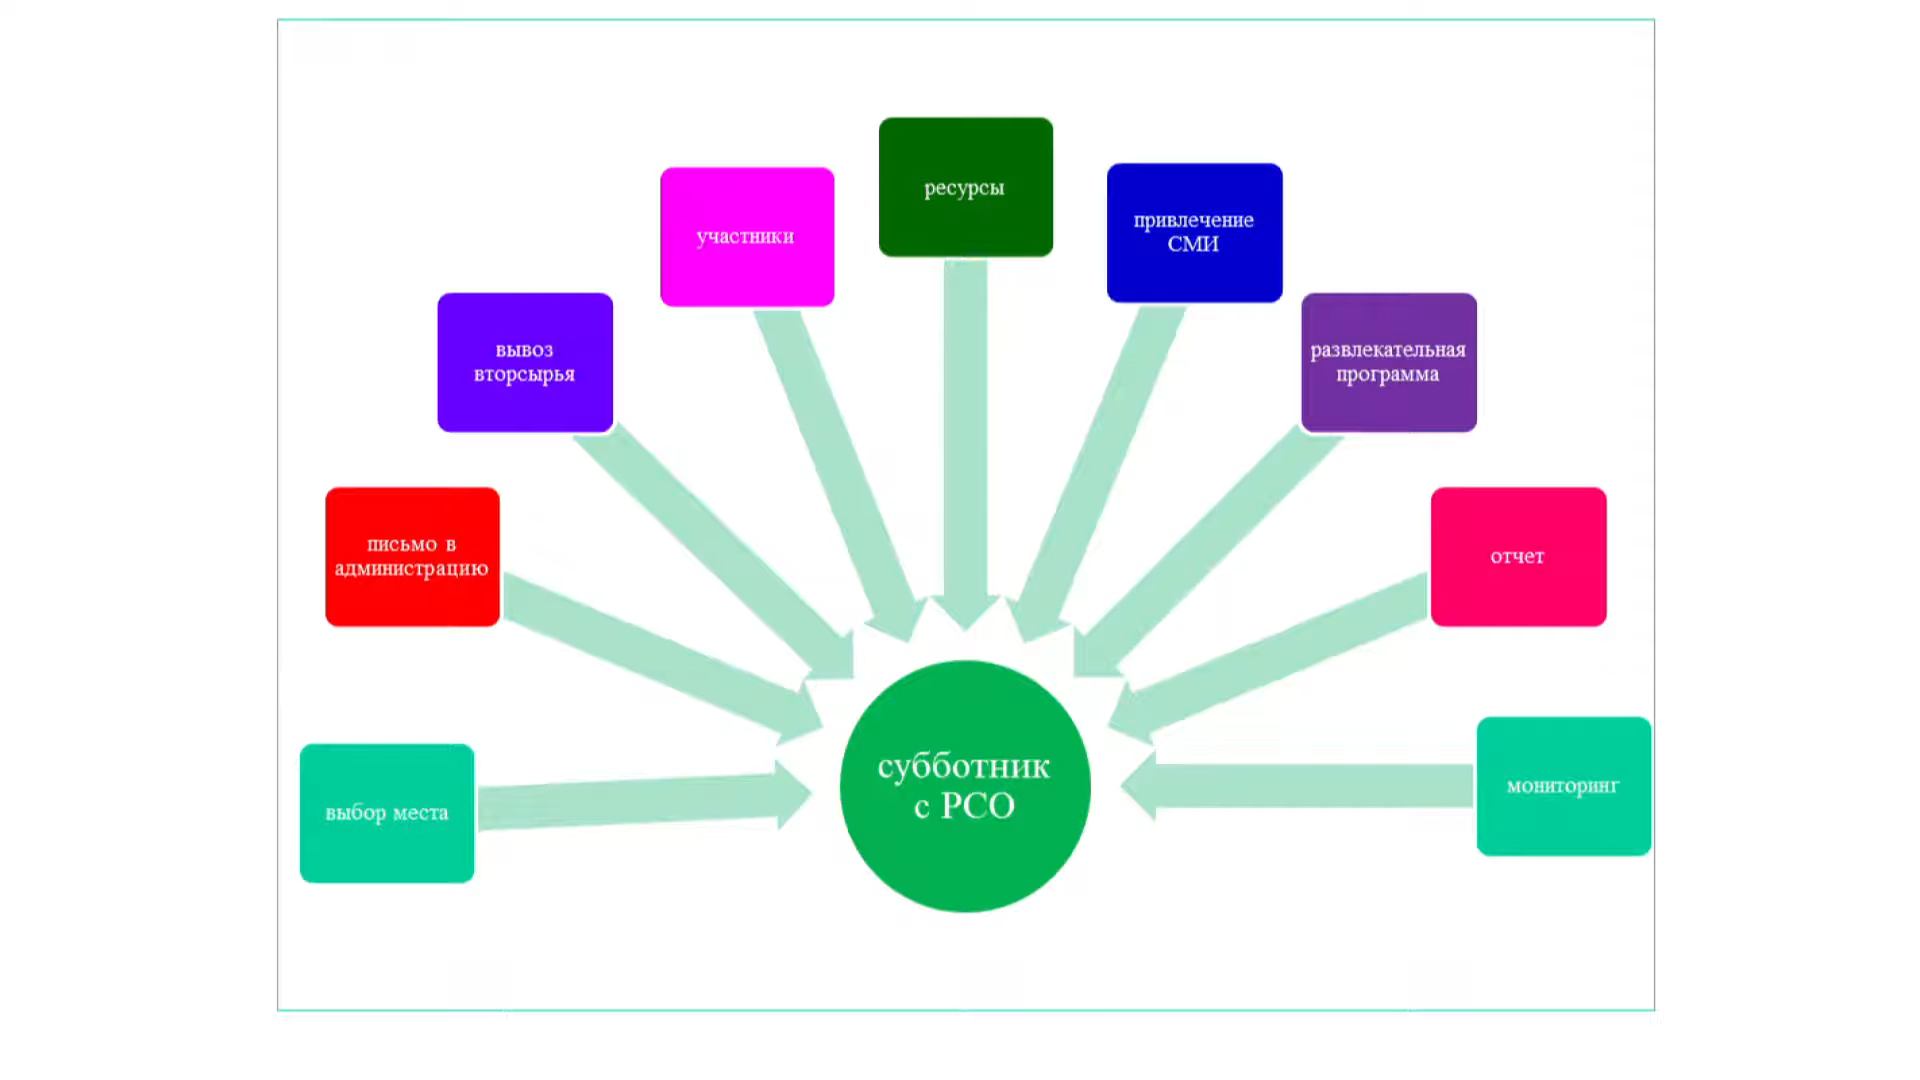 ресурсы
участники
привлечение
СМИ
вывоз
вторсырья
развлекательная
программа
письмо в
администрацию
отчет
выбор места
субботник
с РСО
мониторинг